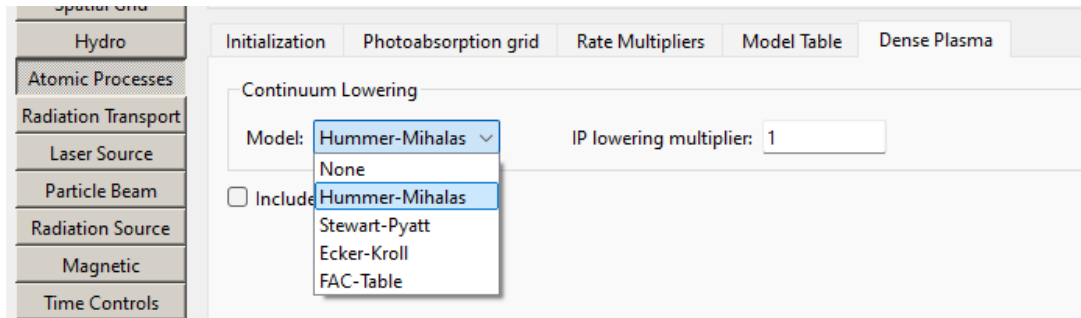 Spatial Grid
Hydro
Atomic Processes
Radiation Transport
Laser Source
Particle Beam
Radiation Source
Magnetic
Time Controls
Initialization Photoabsorption grid Rate Multipliers Model Table Dense Plasma
Continuum Lowering
Model: Hummer-Mihalas IP lowering multiplier: 1
None
Include Hummer-Mihalas
Stewart-Pyatt
Ecker-Kroll
FAC-Table